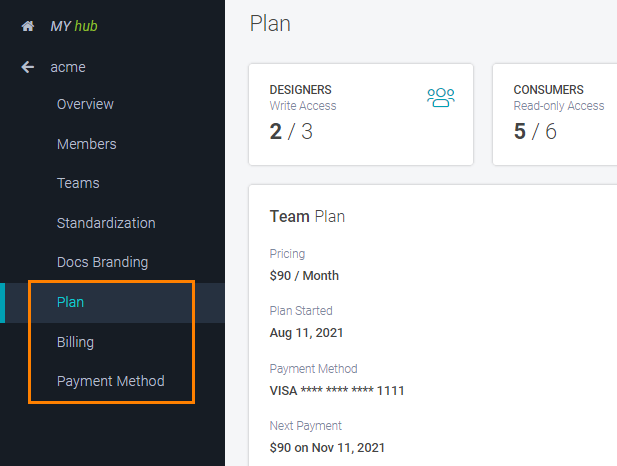 MY hub
acme
Overview
Members
Teams
Standardization
Docs Branding
Plan
Billing
Payment Method
Plan
DESIGNERS
Write Access
2 / 3
CONSUMERS
Read-only Access
5 / 6
Team Plan
Pricing
$90 / Month
Plan Started
Aug 11, 2021
Payment Method
VISA **** **** **** 1111
Next Payment
$90 on Nov 11, 2021